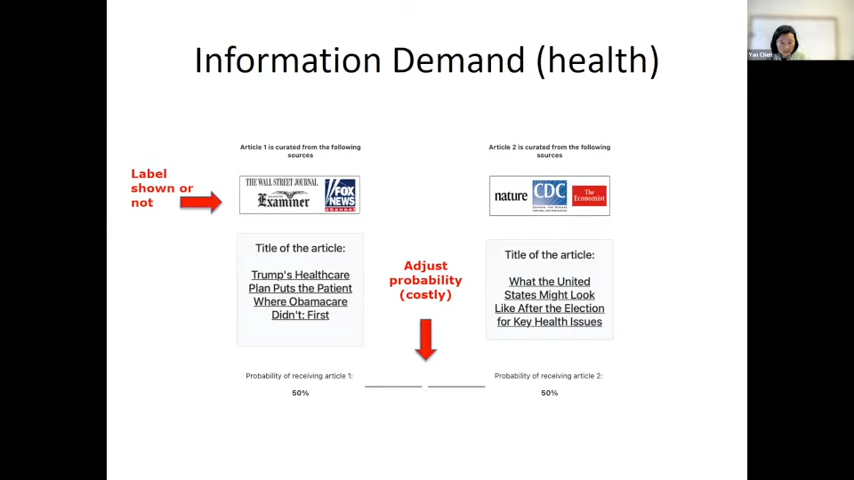 Information Demand (health)
Yan Chen
Article 1 is curated from the following
sources
Article 2 is curated from the following
sources
Label
shown or
not
THE WALL STREET JOURNAL.
Examiner
FOX
NEWS
channel
nature
CDC
The
Economist
Title of the article:
Trump's Healthcare
Plan Puts the Patient
Where Obamacare
Didn't: First
Adjust
probability
(costly)
Title of the article:
What the United
States Might Look
Like After the Election
for Key Health Issues
Probability of receiving article 1:
50%
Probability of receiving article 2:
50%